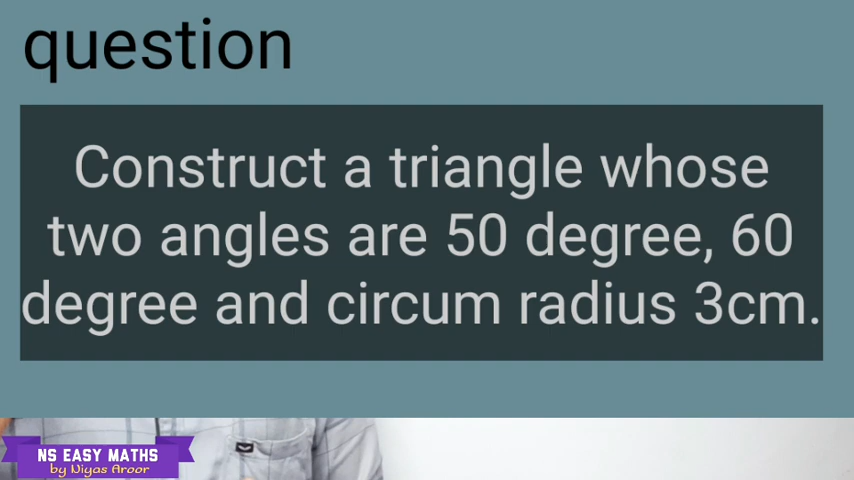 question
Construct a triangle whose
two angles are 50 degree, 60
degree and circum radius 3cm.
NS EASY MATHS
by Niyas Aroor